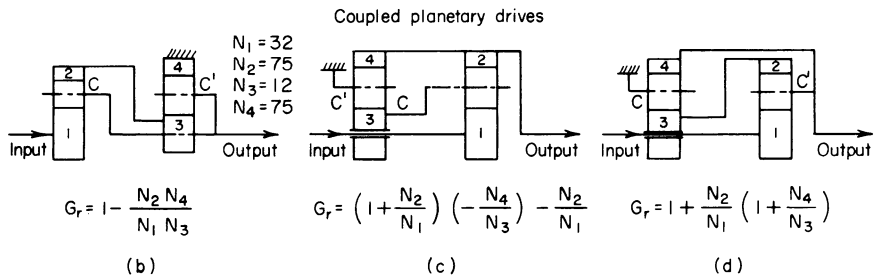 Coupled planetary drives
N₁ = 32
N₂ = 75
N₃ = 12
N₄ = 75
2
C
1
4
C'
3
Input
Output
4
C'
C
3
2
1
Input
Output
4
C
3
2
C'
1
Input
Output
Gᵣ = 1 - N₂ N₄ / N₁ N₃
Gᵣ = (1 + N₂ / N₁) (- N₄ / N₃) - N₂ / N₁
Gᵣ = 1 + N₂ / N₁ (1 + N₄ / N₃)
(b)
(c)
(d)